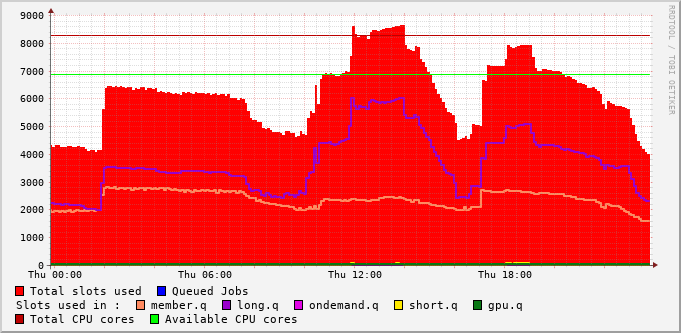 9000
8000
7000
6000
5000
4000
3000
2000
1000
0
Thu 00:00 Thu 06:00 Thu 12:00 Thu 18:00
RRDTOOL / TOBI OETIKER
Total slots used Queued Jobs
Slots used in : member.q long.q ondemand.q short.q gpu.q
Total CPU cores Available CPU cores